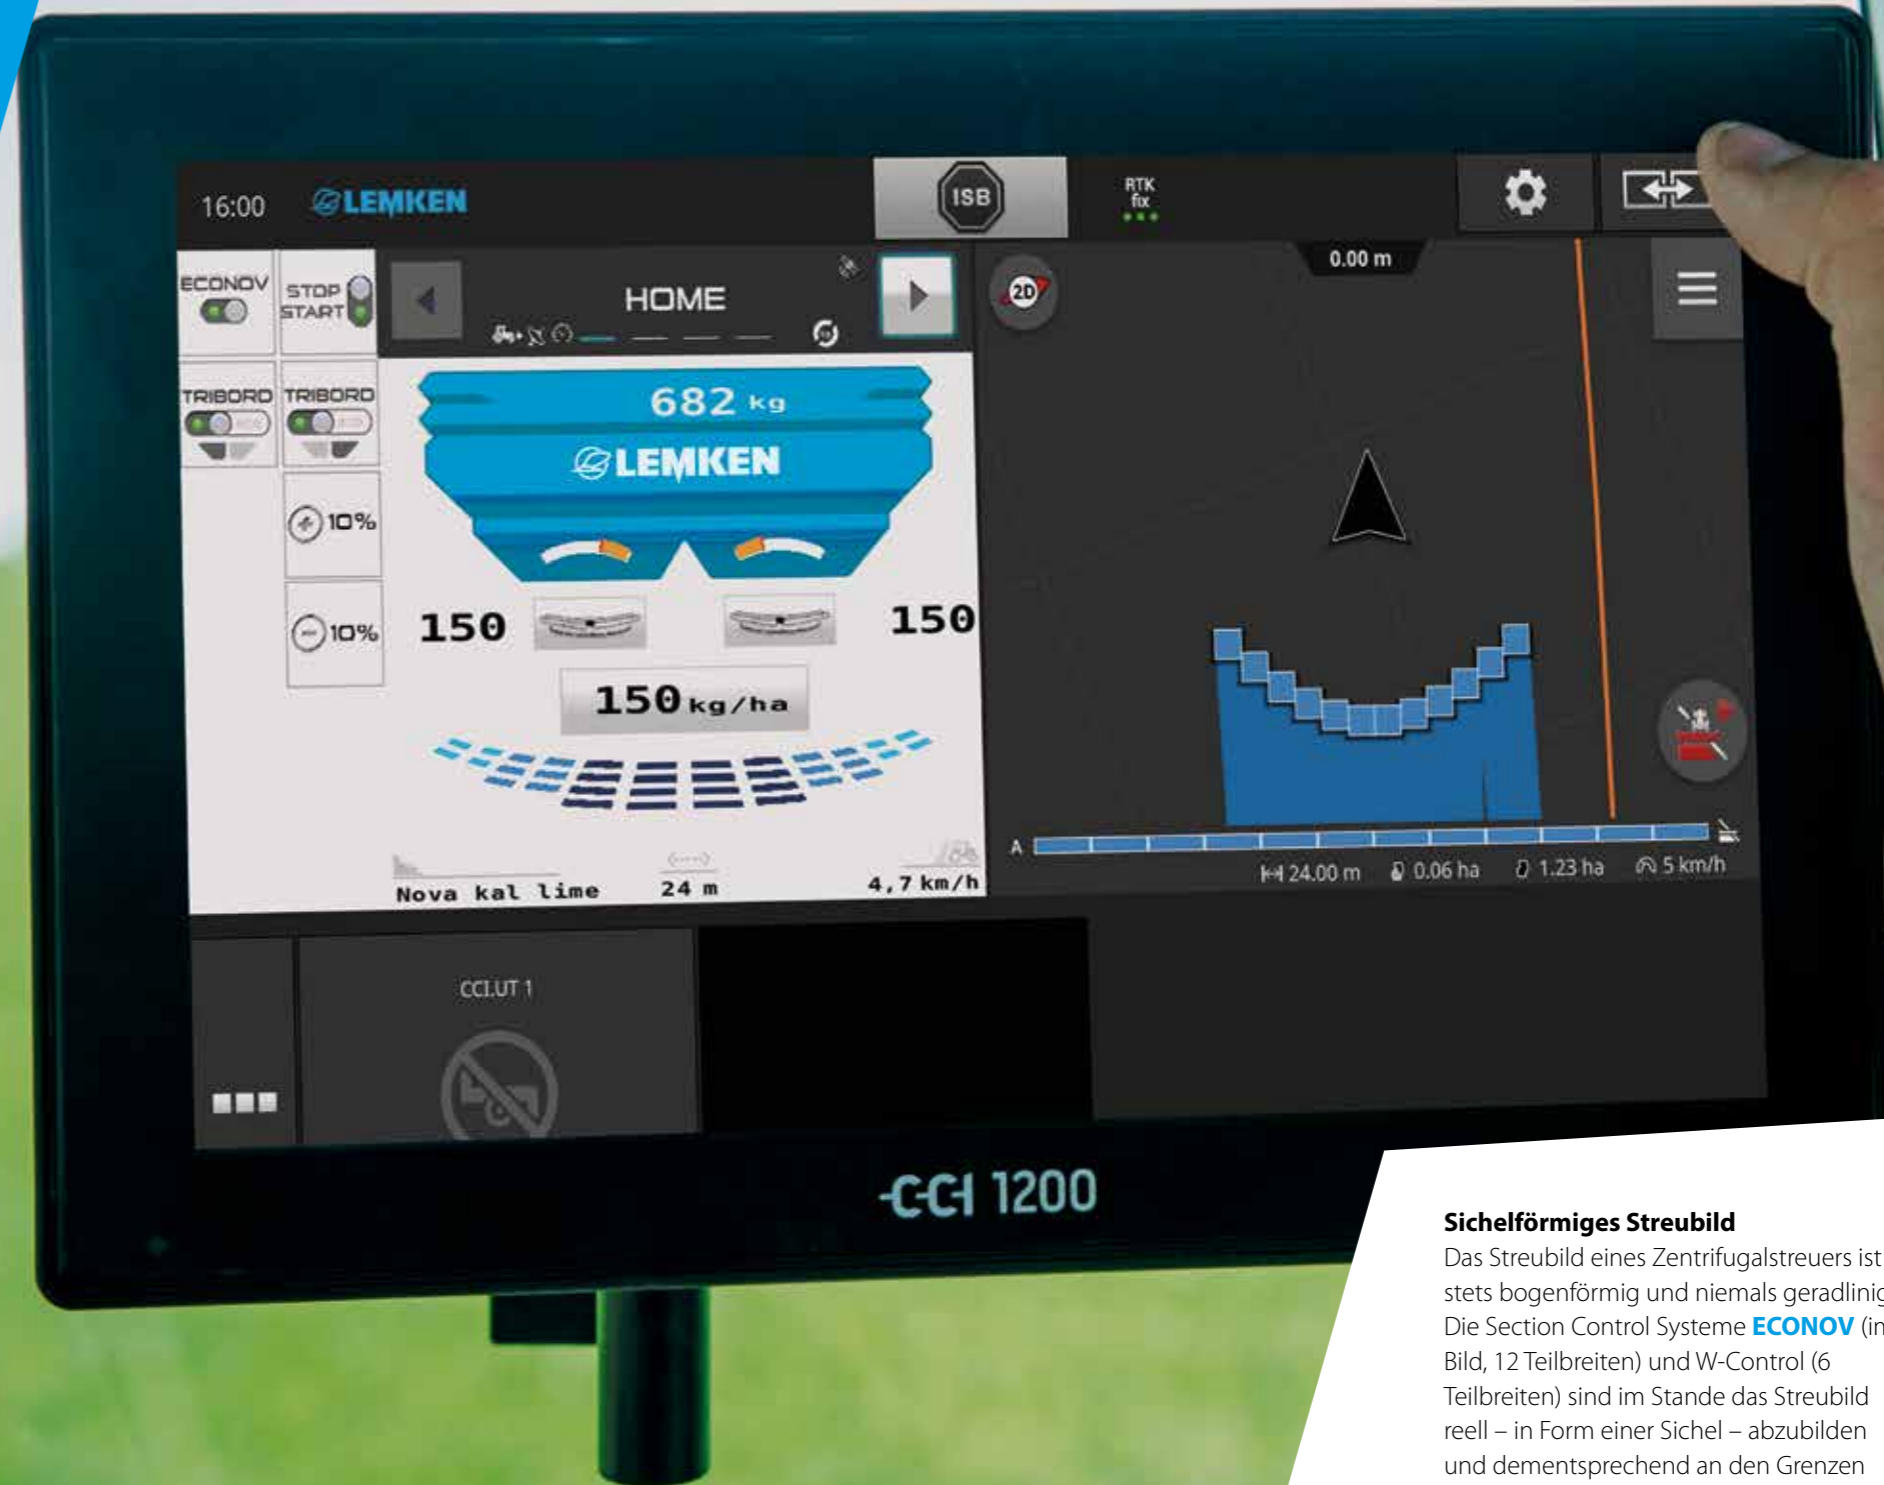 16:00
LEMKEN
ISB
RTK
fix
ECONOV
STOP
START
HOME
2D
0.00 m
TRIBORD
TRIBORD
682 kg
LEMKEN
10%
10%
150
150
150 kg/ha
Nova kal lime
24 m
4,7 km/h
A
24.00 m
0.06 ha
1.23 ha
5 km/h
CCI.UT 1
CCI 1200
Sichelförmiges Streubild
Das Streubild eines Zentrifugalstreuers ist
stets bogenförmig und niemals geradlinig
Die Section Control Systeme ECONOV (in
Bild, 12 Teilbreiten) und W-Control (6
Teilbreiten) sind im Stande das Streubild
reell – in Form einer Sichel – abzubilden
und dementsprechend an den Grenzen